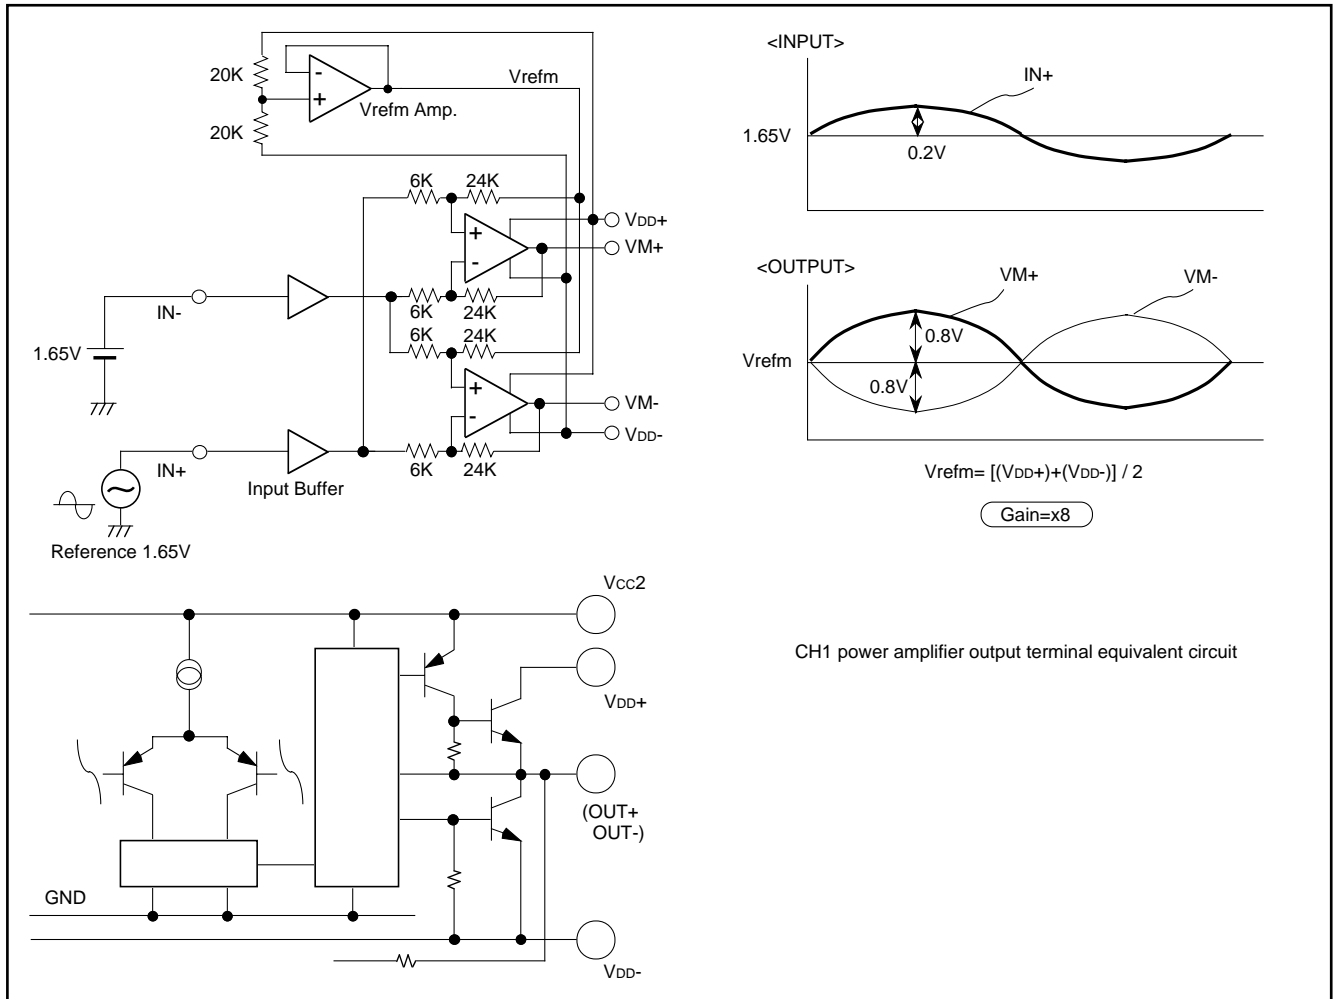 20K
20K
-
+
Vrefm Amp.
Vrefm
6K
24K
+
-
VDD+
VM+
IN-
6K
24K
6K
24K
1.65V
+
-
VM-
VDD-
IN+
6K
24K
Input Buffer
Reference 1.65V
<INPUT>
IN+
1.65V
0.2V
<OUTPUT>
VM+
VM-
0.8V
Vrefm
0.8V
Vrefm= [(VDD+)+(VDD-)] / 2
Gain=x8
VCC2
VDD+
(OUT+
OUT-)
GND
VDD-
CH1 power amplifier output terminal equivalent circuit